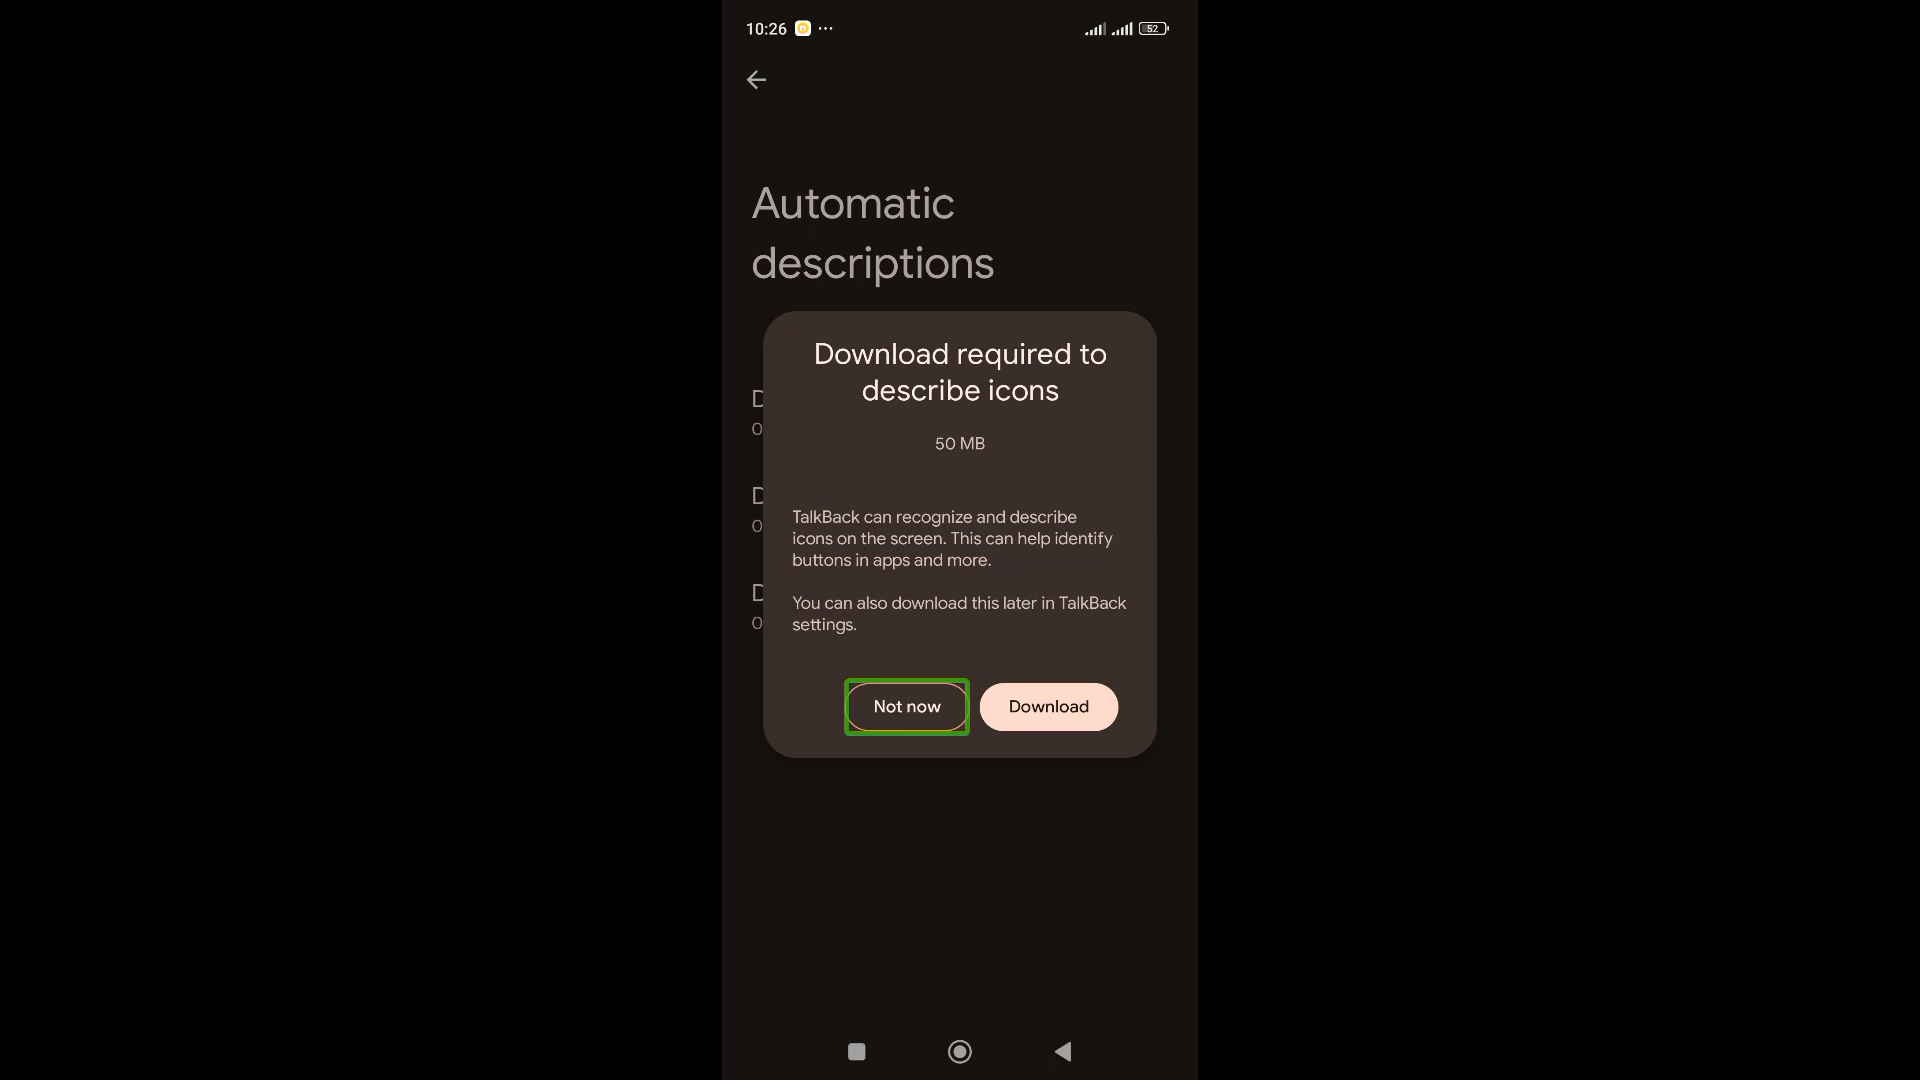 10:26
52
Automatic
descriptions
Download required to
describe icons
50 MB
TalkBack can recognize and describe
icons on the screen. This can help identify
buttons in apps and more.
You can also download this later in TalkBack
settings.
Not now
Download